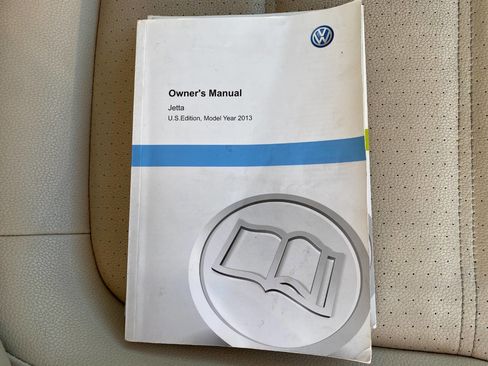 Owner's Manual
Jetta
U.S.Edition, Model Year 2013